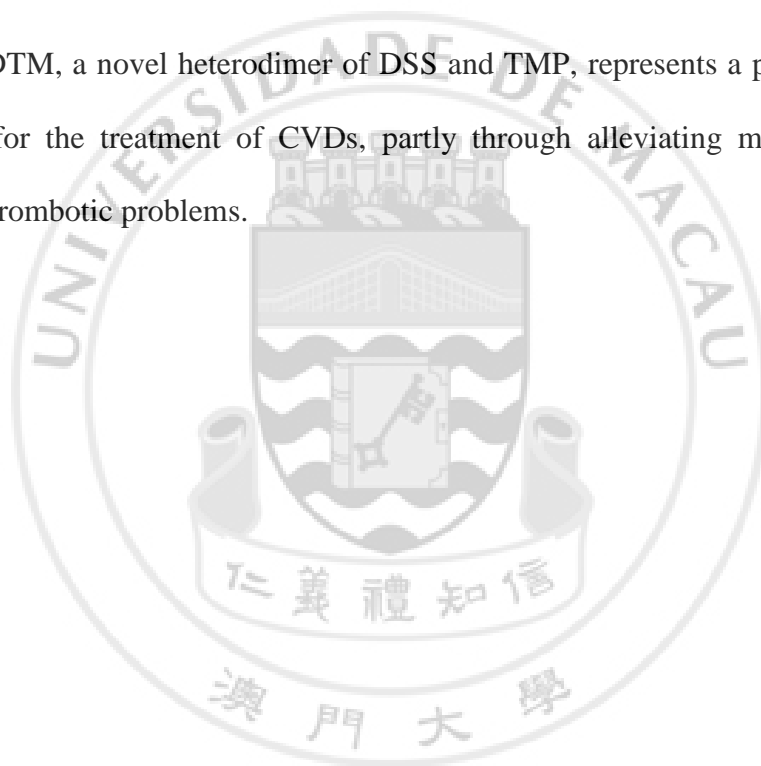 DTM, a novel heterodimer of DSS and TMP, represents a p
for the treatment of CVDs, partly through alleviating m
rombotic problems.
UNIVERSIDADE DE MACAU
仁義禮知信
澳門大學